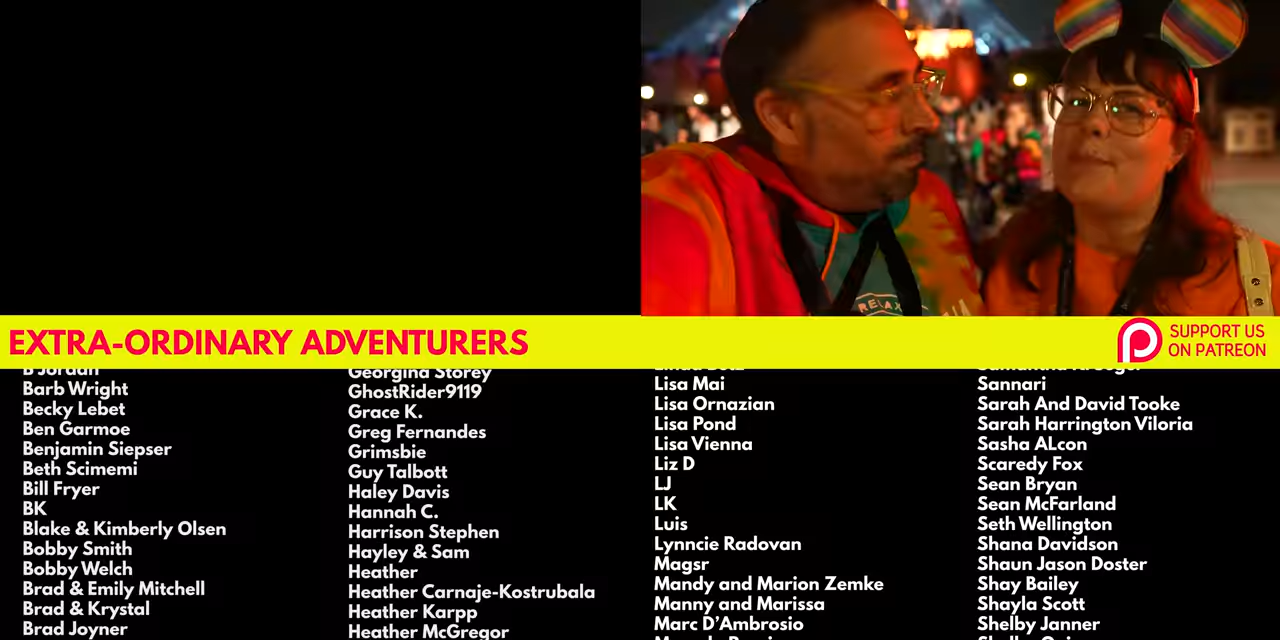 RELAX
EXTRA-ORDINARY ADVENTURERS
SUPPORT US
ON PATREON
B Jordan
Barb Wright
Becky Lebet
Ben Garmoe
Benjamin Siepser
Beth Scimemi
Bill Fryer
BK
Blake & Kimberly Olsen
Bobby Smith
Bobby Welch
Brad & Emily Mitchell
Brad & Krystal
Brad Joyner
Georgina Storey
GhostRider9119
Grace K.
Greg Fernandes
Grimsbie
Guy Talbott
Haley Davis
Hannah C.
Harrison Stephen
Hayley & Sam
Heather
Heather Carnaje-Kostrubala
Heather Karpp
Heather McGregor
Lisa Mai
Lisa Ornazian
Lisa Pond
Lisa Vienna
Liz D
LJ
LK
Luis
Lynncie Radovan
Magsr
Mandy and Marion Zemke
Manny and Marissa
Marc D’Ambrosio
Sannari
Sarah And David Tooke
Sarah Harrington Viloria
Sasha ALcon
Scaredy Fox
Sean Bryan
Sean McFarland
Seth Wellington
Shana Davidson
Shaun Jason Doster
Shay Bailey
Shayla Scott
Shelby Janner